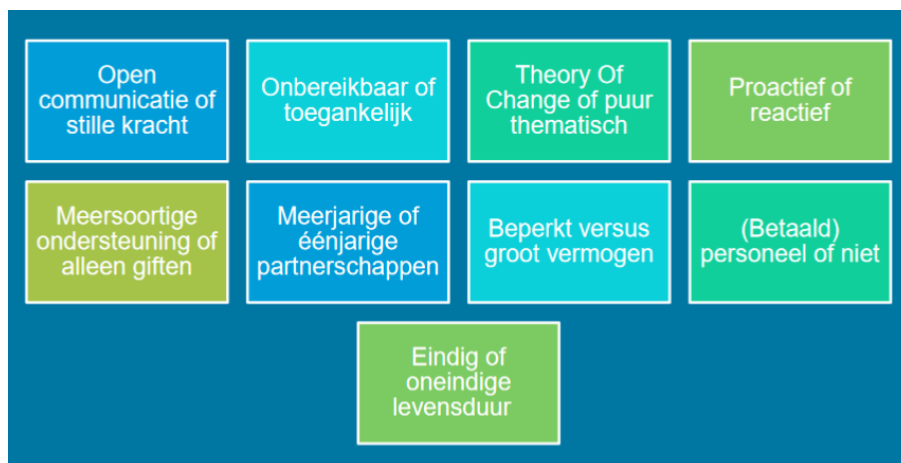 Open
communicatie of
stille kracht
Onbereikbaar of
toegankelijk
Theory Of
Change of puur
thematisch
Proactief of
reactief
Meersoortige
ondersteuning of
alleen giften
Meerjarige of
éénjarige
partnerschappen
Beperkt versus
groot vermogen
(Betaald)
personeel of niet
Eindig of
oneindige
levensduur